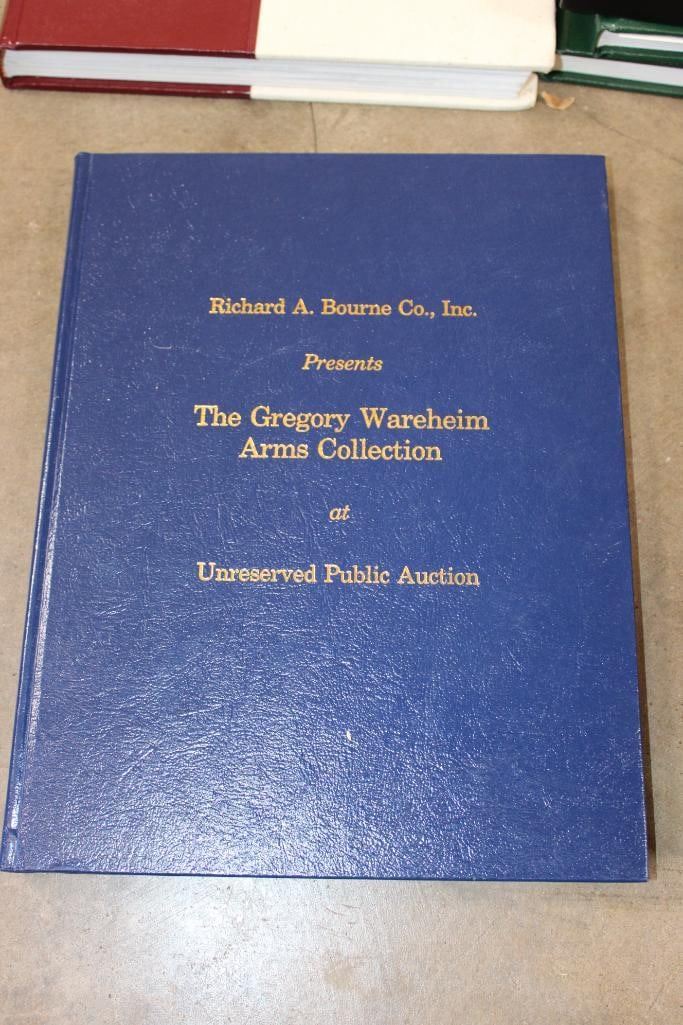 Richard A. Bourne Co., Inc.
Presents
The Gregory Wareheim
Arms Collection
at
Unreserved Public Auction